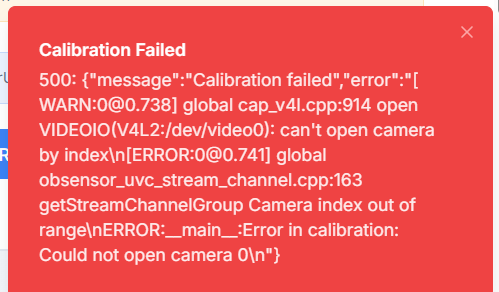 Calibration Failed
500: {"message":"Calibration failed","error":"[
WARN:0@0.738] global cap_v4l.cpp:914 open
VIDEOIO(V4L2:/dev/video0): can't open camera
by index\n[ERROR:0@0.741] global
obsensor_uvc_stream_channel.cpp:163
getStreamChannelGroup Camera index out of
range\nERROR:__main__:Error in calibration:
Could not open camera 0\n"}